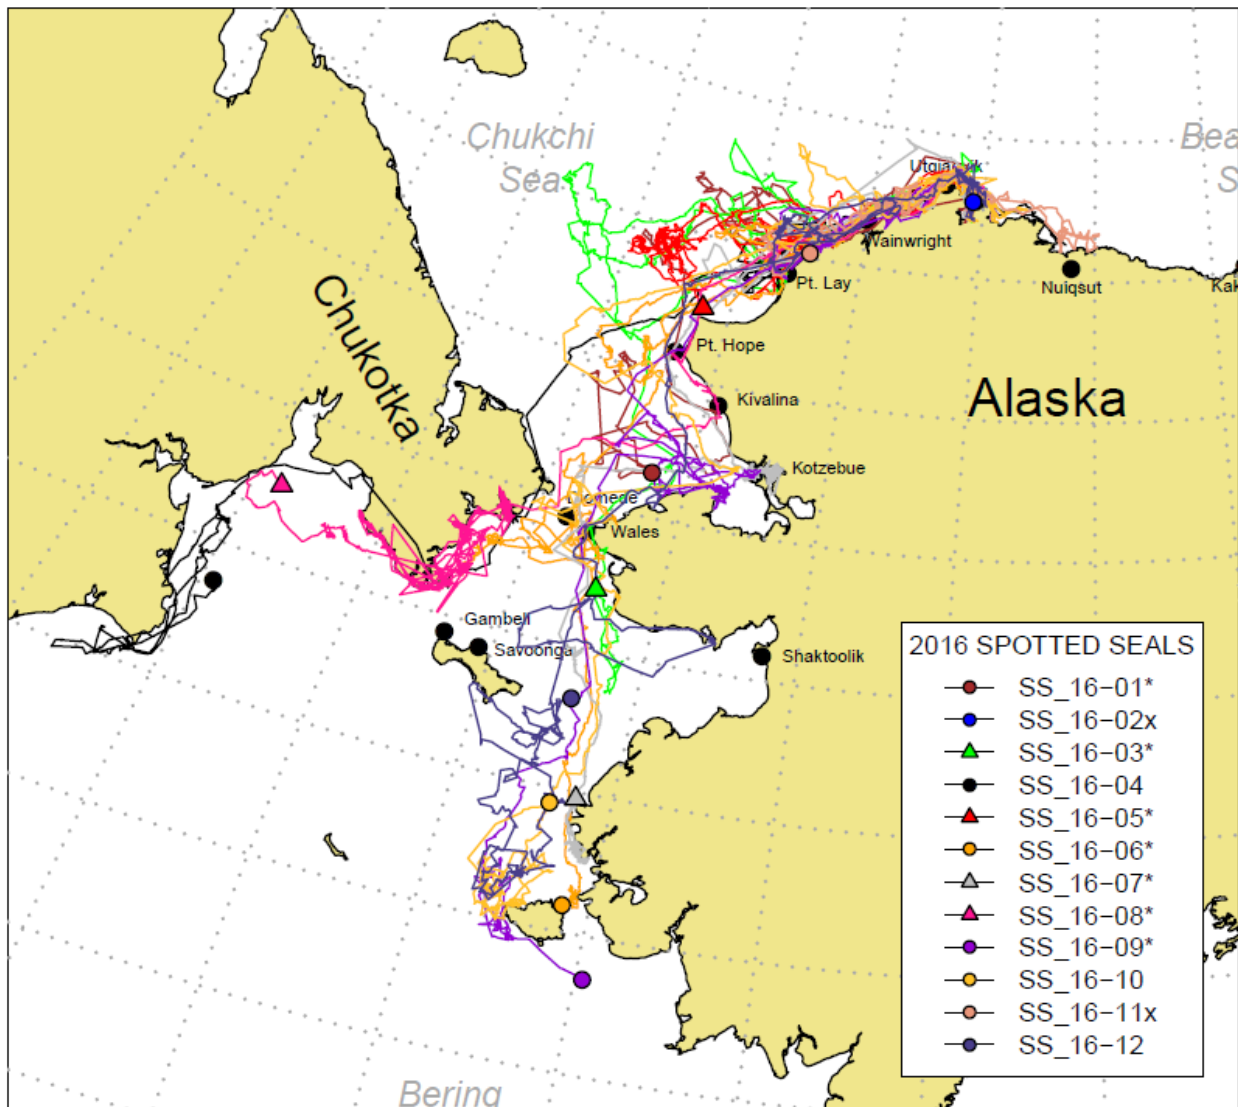 Chukchi
Sea
Bea
S
Wainwright
Nuiqsut
Kak
Pt. Lay
Chukotka
Pt. Hope
Kivalina
Alaska
Kotzebue
Wales
Gambell
Savoonga
Shaktoolik
2016 SPOTTED SEALS
SS_16-01*
SS_16-02x
SS_16-03*
SS_16-04
SS_16-05*
SS_16-06*
SS_16-07*
SS_16-08*
SS_16-09*
SS_16-10
SS_16-11x
SS_16-12
Bering